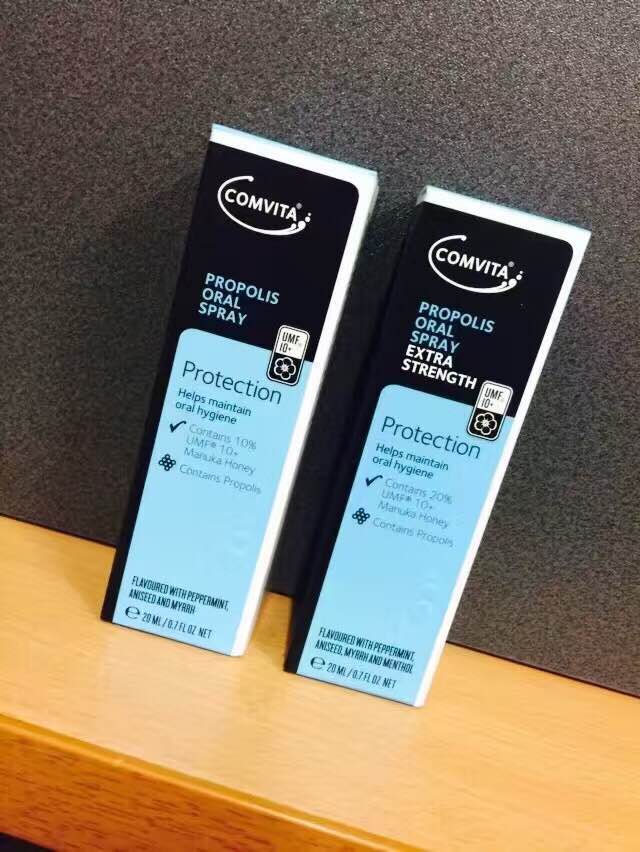 COMVITA®
PROPOLIS
ORAL
SPRAY
UMF®
10+
Protection
Helps maintain
oral hygiene
Contains 10%
UMF® 10+
Manuka Honey
Contains Propolis
FLAVOURED WITH PEPPERMINT,
ANISEED AND MYRRH
e 20 ML / 0.7 FL OZ NET
COMVITA®
PROPOLIS
ORAL
SPRAY
EXTRA
STRENGTH
UMF®
10+
Protection
Helps maintain
oral hygiene
Contains 20%
UMF® 10+
Manuka Honey
Contains Propolis
FLAVOURED WITH PEPPERMINT,
ANISEED, MYRRH AND MENTHOL
e 20 ML / 0.7 FL OZ NET